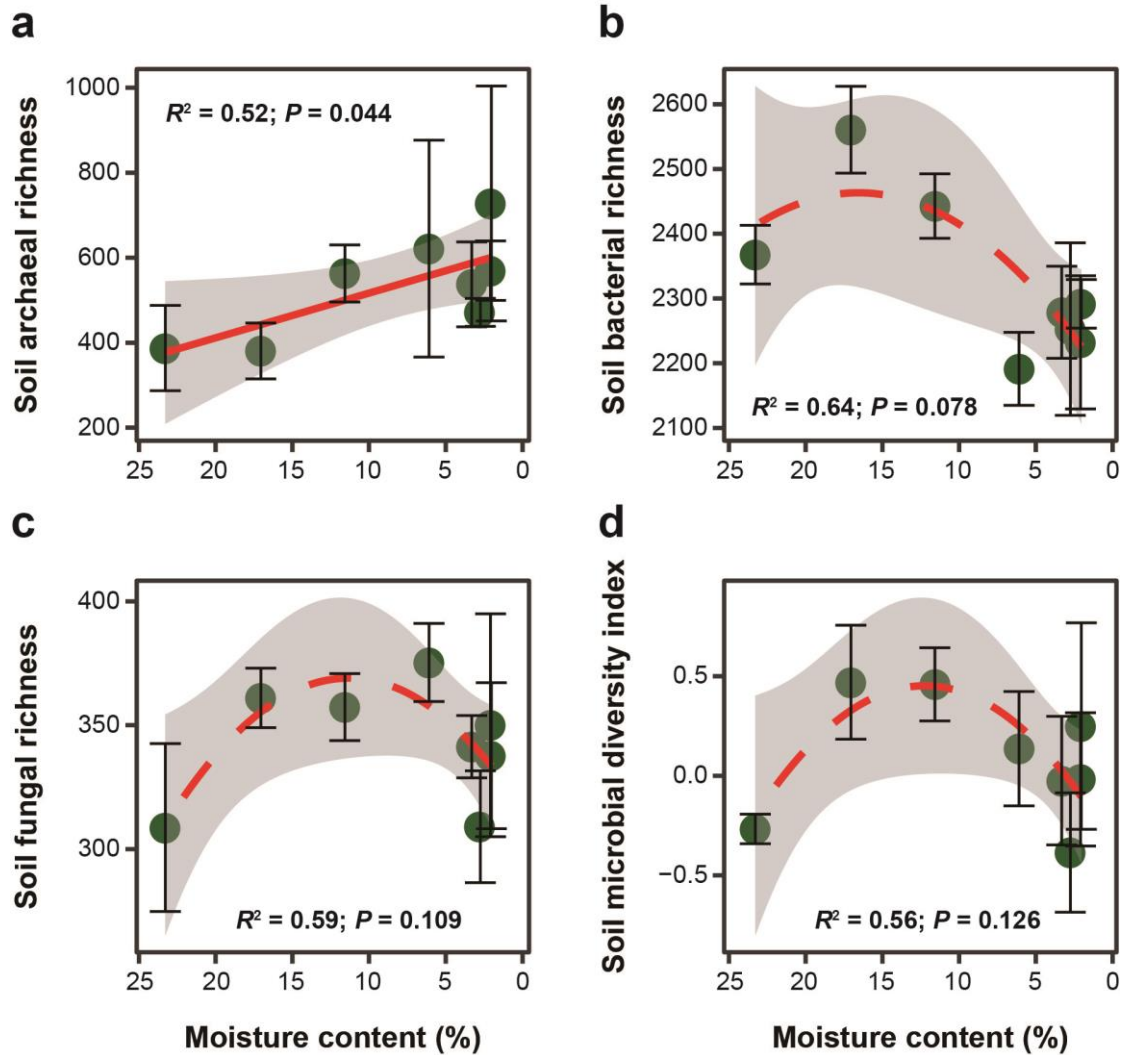 a
Soil archaeal richness
1000
800
600
400
200
R² = 0.52; P = 0.044
25 20 15 10 5 0
b
Soil bacterial richness
2600
2500
2400
2300
2200
2100
R² = 0.64; P = 0.078
25 20 15 10 5 0
c
Soil fungal richness
400
350
300
R² = 0.59; P = 0.109
25 20 15 10 5 0
Moisture content (%)
d
Soil microbial diversity index
0.5
0.0
−0.5
R² = 0.56; P = 0.126
25 20 15 10 5 0
Moisture content (%)